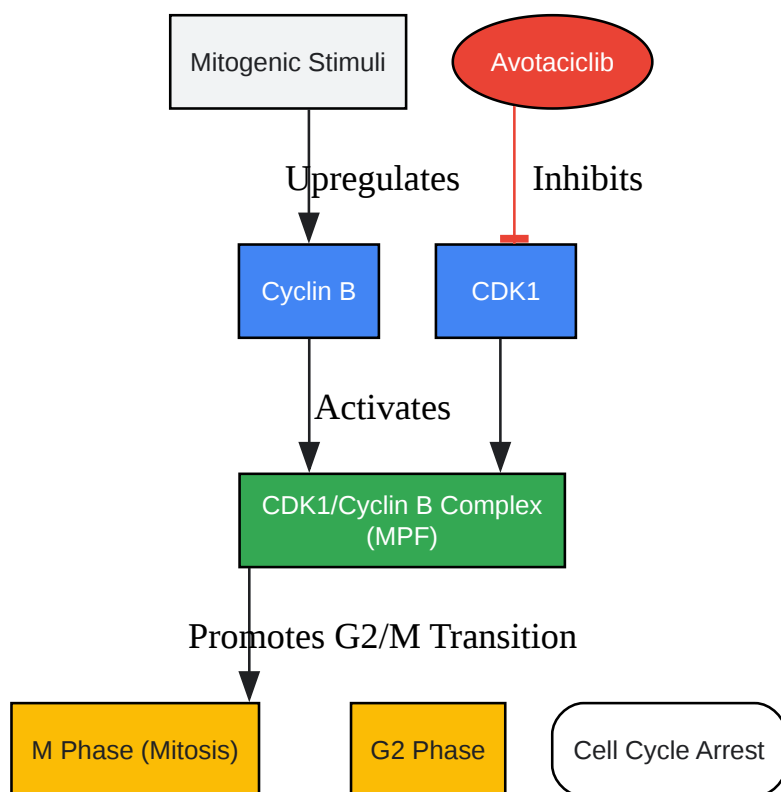 Mitogenic Stimuli
Avotaciclib
Upregulates
Inhibits
Cyclin B
CDK1
Activates
CDK1/Cyclin B Complex
(MPF)
Promotes G2/M Transition
M Phase (Mitosis)
G2 Phase
Cell Cycle Arrest